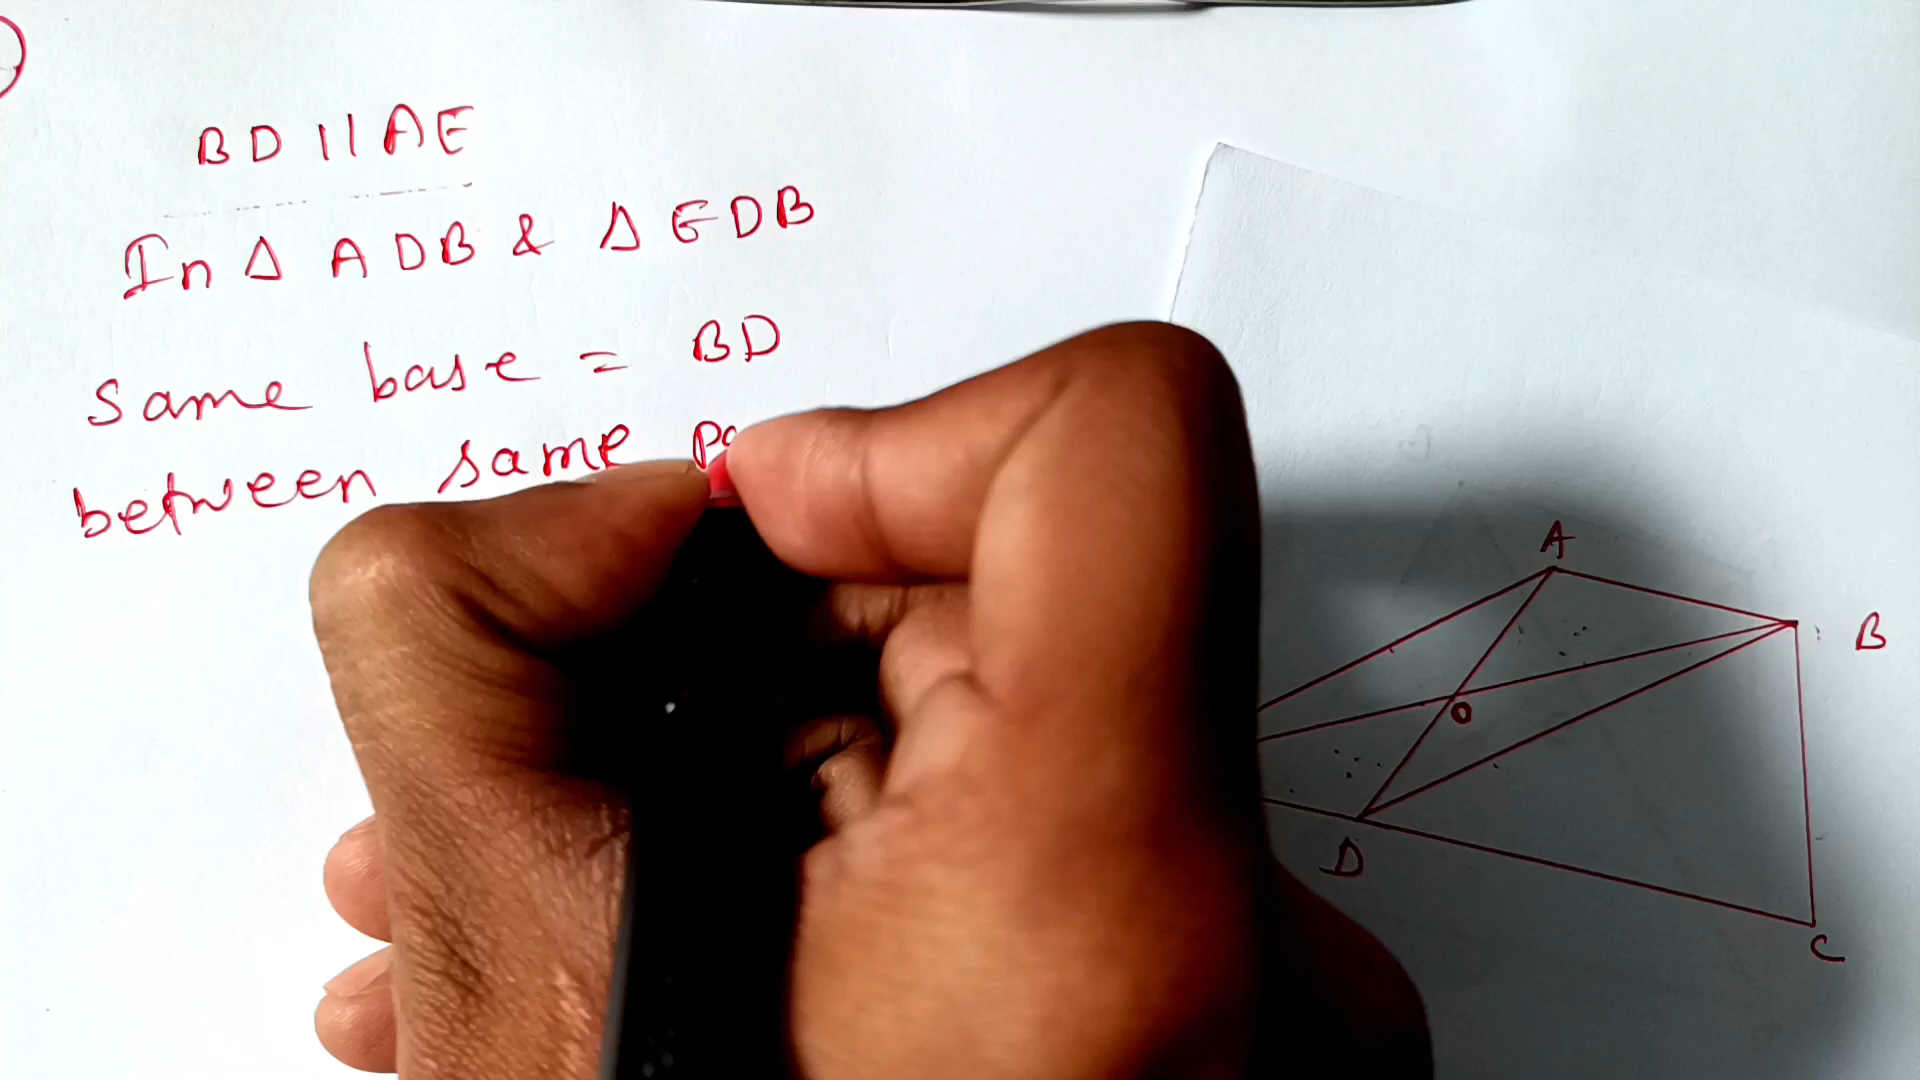 BD || AE
In Δ ADB & Δ EDB
same base = BD
between same
A
B
O
D
C